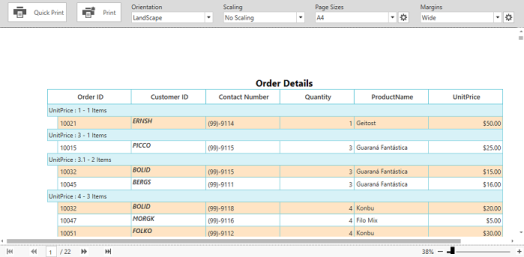 Orientation Scaling Page Sizes Margins
Quick Print Print LandScape No Scaling A4 Wide
Order Details
Order ID Customer ID Contact Number Quantity ProductName UnitPrice
UnitPrice : 1 - 1 Items
10021 ERNSH (99)-9114 1 Geitost $50.00
UnitPrice : 3 - 1 Items
10015 PICCO (99)-9115 3 Guaraná Fantástica $25.00
UnitPrice : 3.1 - 2 Items
10032 BOLID (99)-9115 3 Guaraná Fantástica $15.00
10045 BERGS (99)-9111 3 Guaraná Fantástica $16.00
UnitPrice : 4 - 3 Items
10032 BOLID (99)-9118 4 Konbu $20.00
10047 MORGK (99)-9116 4 Filo Mix $5.00
10051 FOLKO (99)-9112 4 Konbu $30.00
1 / 22 38%